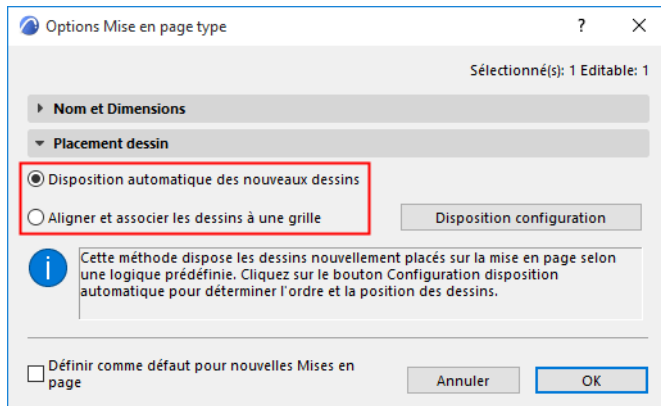 Options Mise en page type
Sélectionné(s): 1 Editable: 1
Nom et Dimensions
Placement dessin
Disposition automatique des nouveaux dessins
Aligner et associer les dessins à une grille
Disposition configuration
Cette méthode dispose les dessins nouvellement placés sur la mise en page selon
une logique prédéfinie. Cliquez sur le bouton Configuration disposition
automatique pour déterminer l'ordre et la position des dessins.
Définir comme défaut pour nouvelles Mises en
page
Annuler
OK